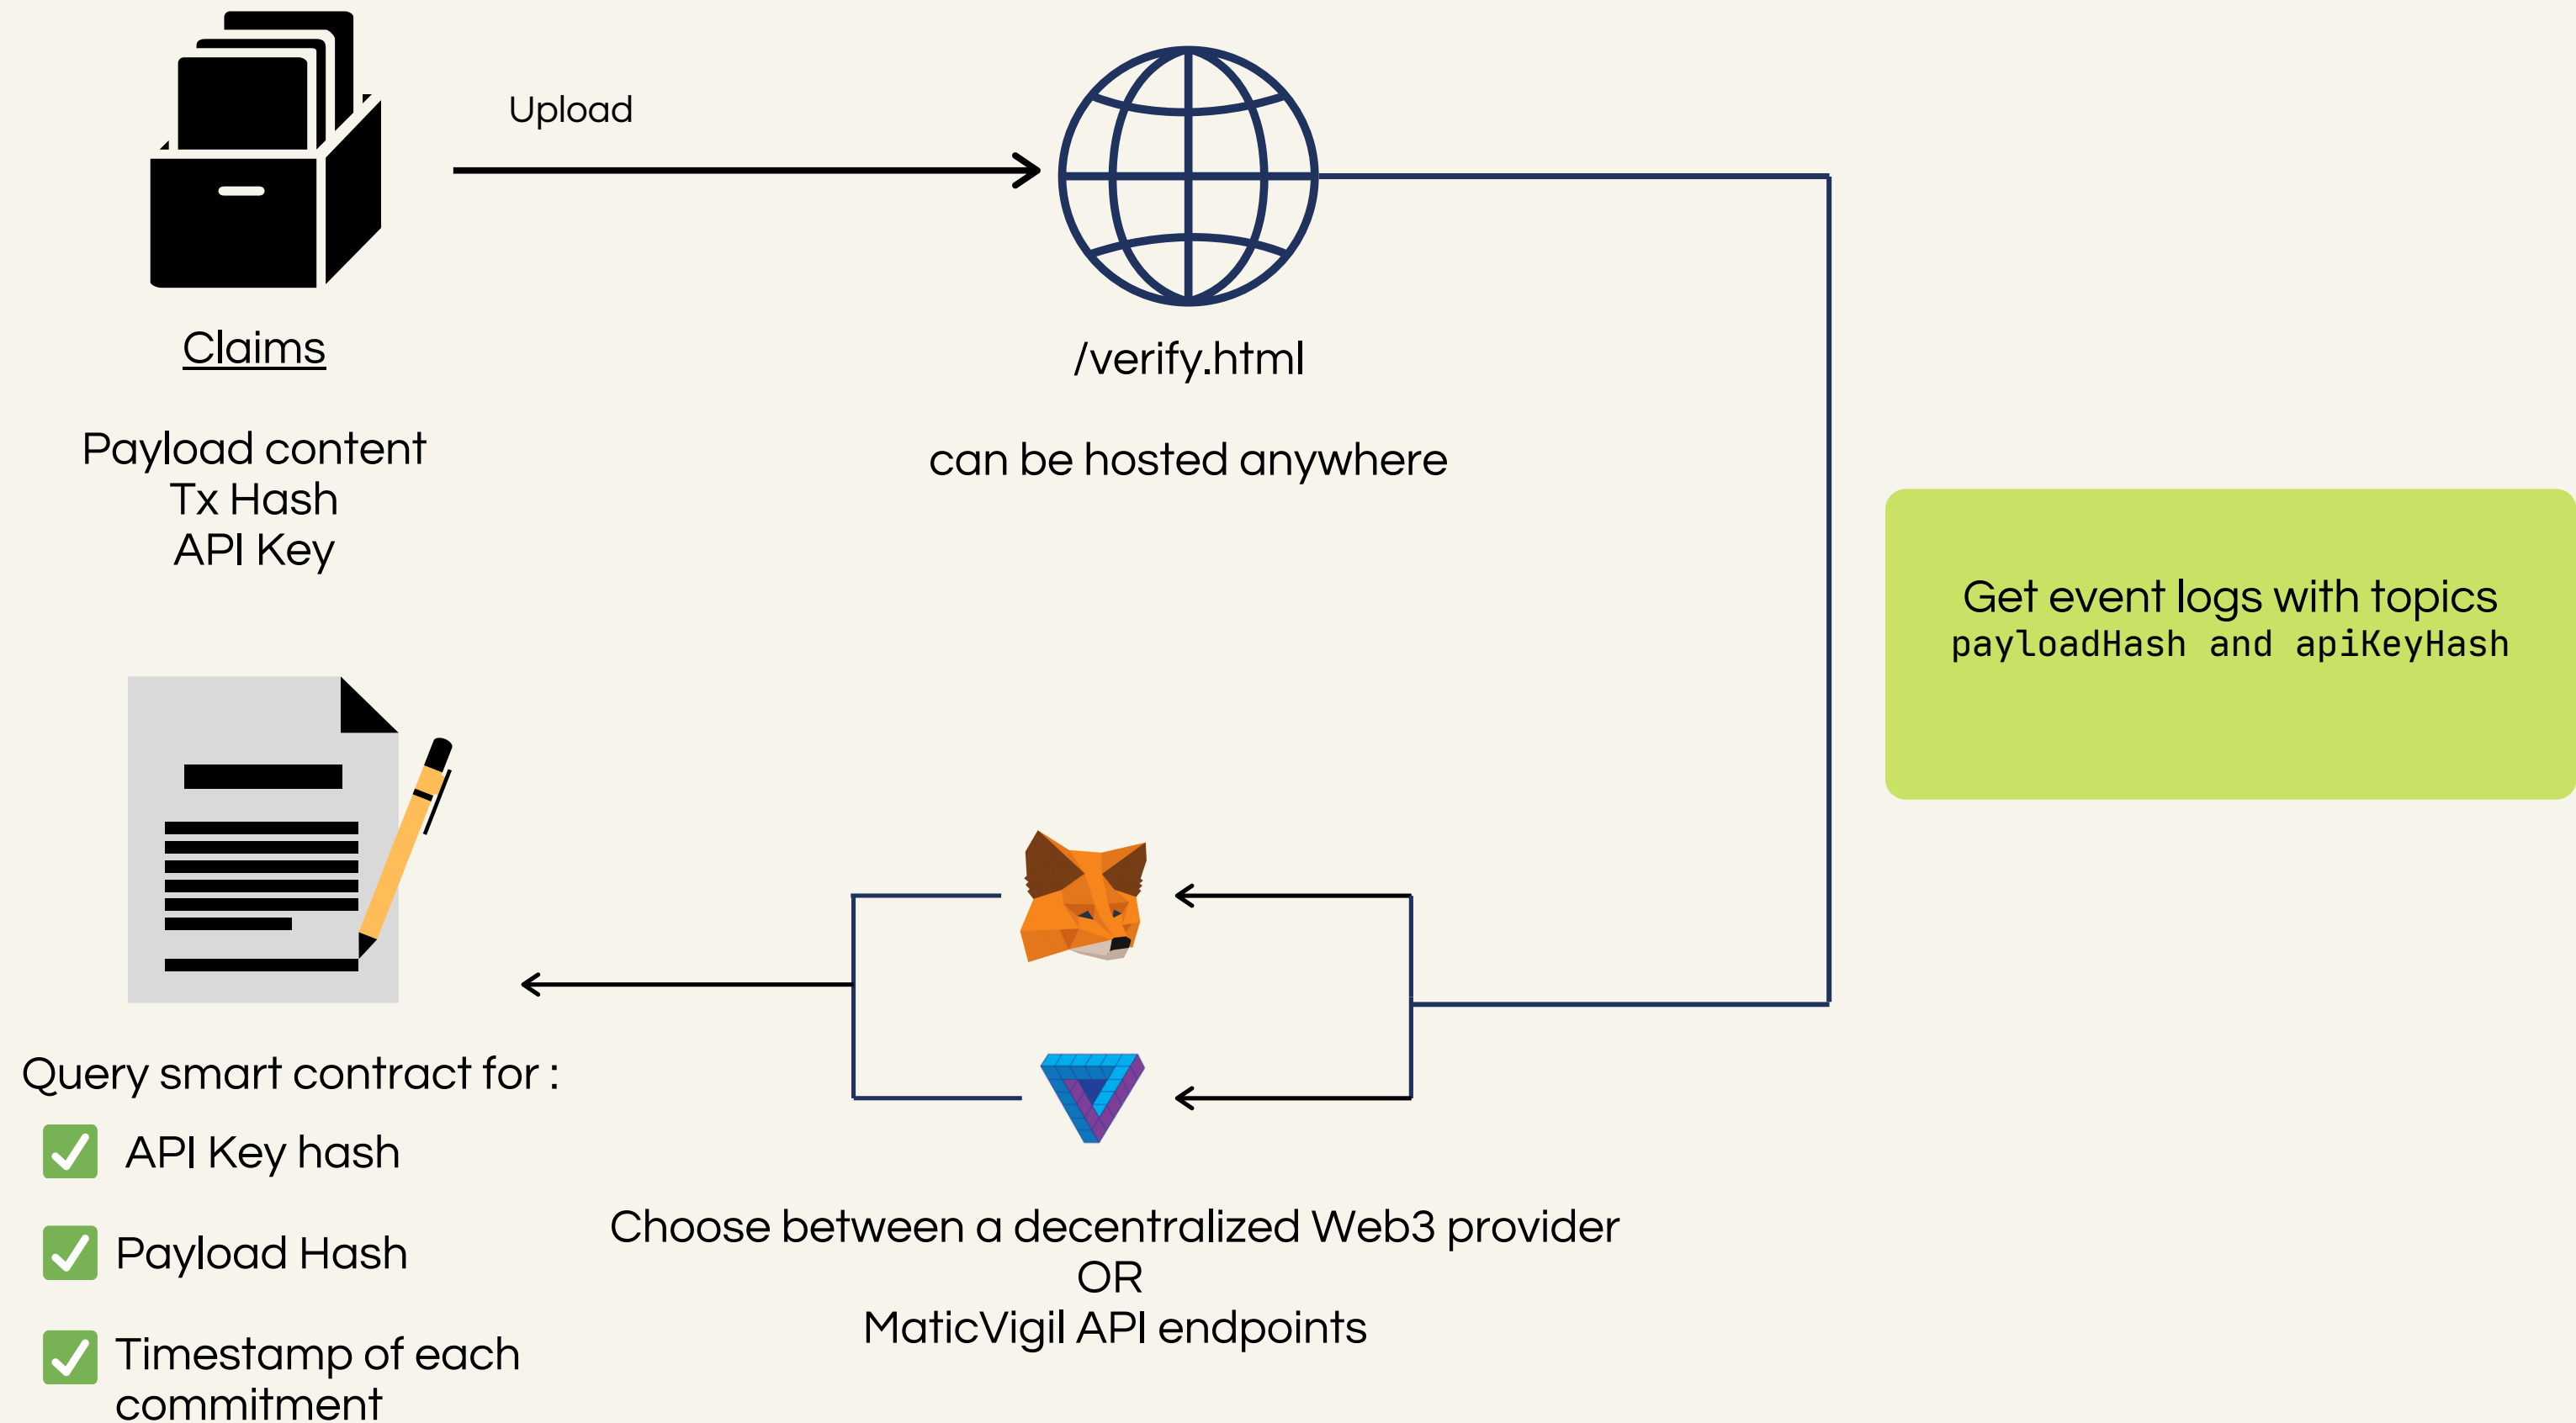 Upload
Claims
Payload content
Tx Hash
API Key
/verify.html
can be hosted anywhere
Get event logs with topics
payloadHash and apiKeyHash
Query smart contract for :
API Key hash
Payload Hash
Timestamp of each
commitment
Choose between a decentralized Web3 provider
OR
MaticVigil API endpoints